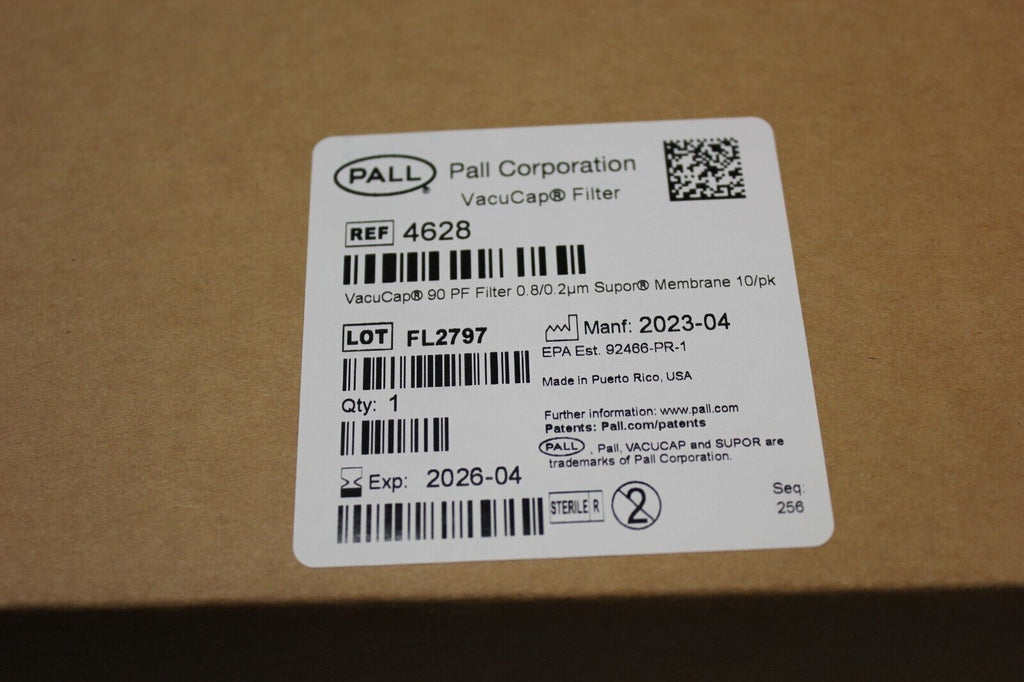 PALL® Pall Corporation
VacuCap® Filter
REF 4628
VacuCap® 90 PF Filter 0.8/0.2µm Supor® Membrane 10/pk
LOT FL2797
Manf: 2023-04
EPA Est. 92466-PR-1
Made in Puerto Rico, USA
Qty: 1
Further information: www.pall.com
Patents: Pall.com/patents
PALL , Pall, VACUCAP and SUPOR are
trademarks of Pall Corporation.
Exp: 2026-04
STERILE R 2
Seq:
256